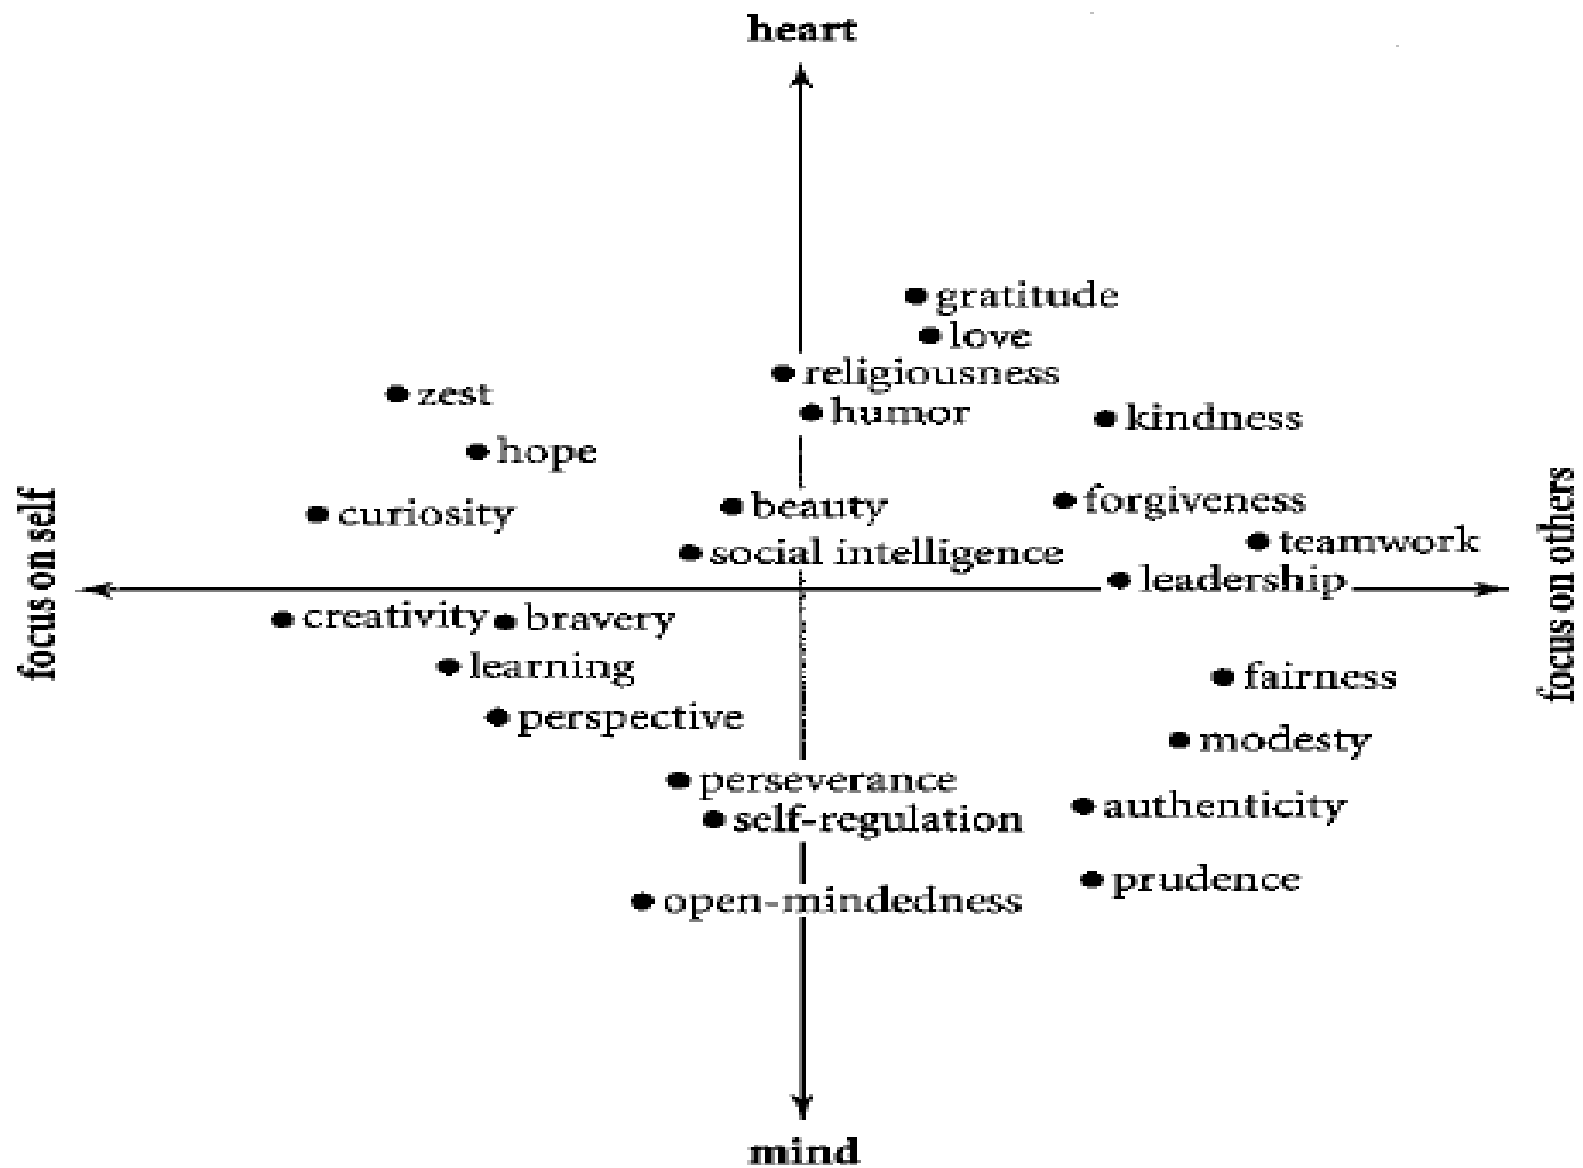 heart
gratitude
love
religiousness
zest
humor
kindness
hope
forgiveness
beauty
curiosity
teamwork
social intelligence
focus on self
leadership
focus on others
creativity
bravery
learning
fairness
perspective
modesty
perseverance
authenticity
self-regulation
prudence
open-mindedness
mind